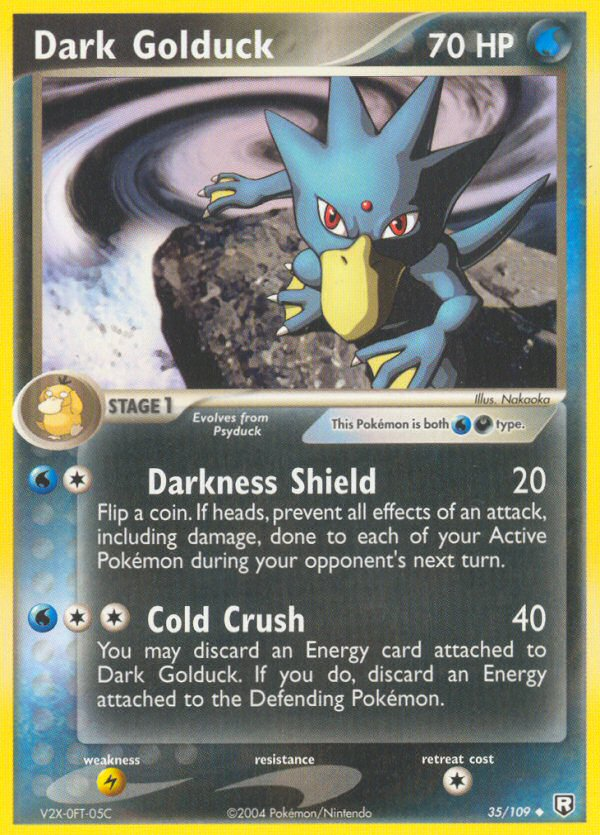 Dark Golduck 70 HP
Illus. Nakaoka
STAGE 1
Evolves from
Psyduck
This Pokémon is both type.
Darkness Shield 20
Flip a coin. If heads, prevent all effects of an attack,
including damage, done to each of your Active
Pokémon during your opponent's next turn.
Cold Crush 40
You may discard an Energy card attached to
Dark Golduck. If you do, discard an Energy
attached to the Defending Pokémon.
weakness resistance retreat cost
V2X-0FT-05C ©2004 Pokémon/Nintendo 35/109 ◆ R